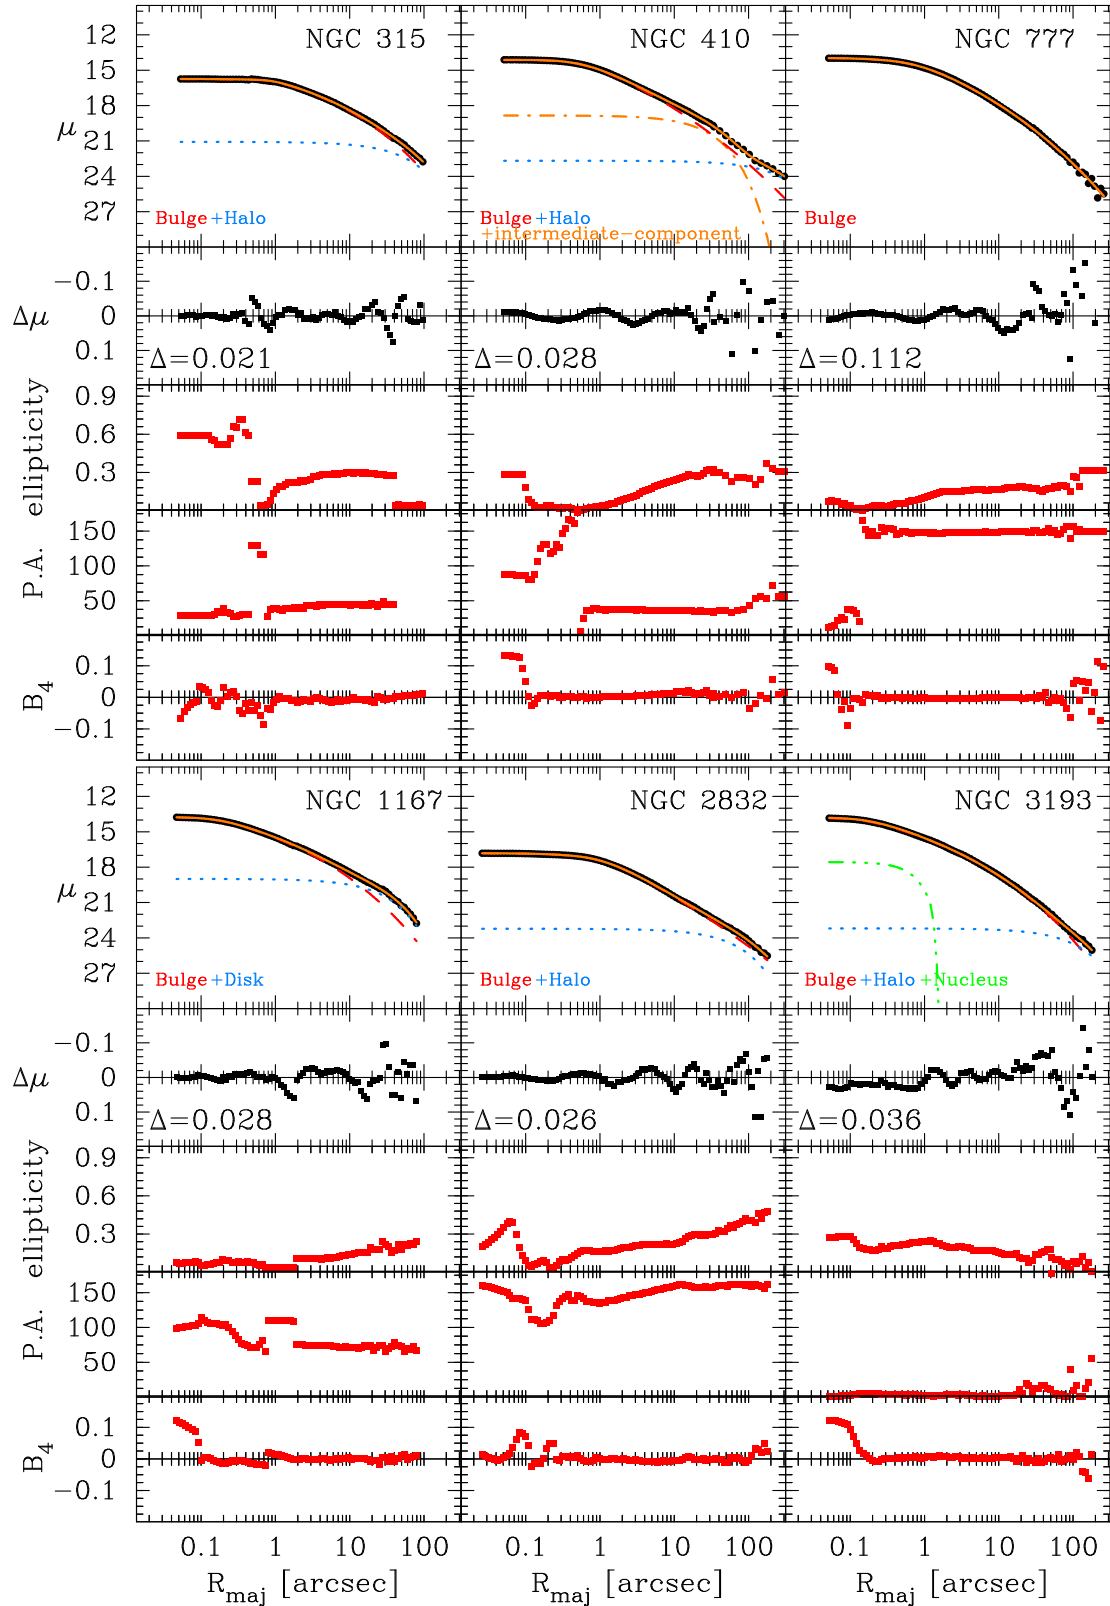 NGC 315 NGC 410 NGC 777
12
15
18
μ 21
24
27
Bulge+Halo Bulge+Halo Bulge
+intermediate-component
-0.1
Δμ 0
0.1
Δ=0.021 Δ=0.028 Δ=0.112
ellipticity
0.9
0.6
0.3
P.A.
150
100
50
B4
0.1
0
-0.1
NGC 1167 NGC 2832 NGC 3193
12
15
18
μ 21
24
27
Bulge+Disk Bulge+Halo Bulge+Halo+Nucleus
-0.1
Δμ 0
0.1
Δ=0.028 Δ=0.026 Δ=0.036
ellipticity
0.9
0.6
0.3
P.A.
150
100
50
B4
0.1
0
-0.1
0.1 1 10 100 0.1 1 10 100 0.1 1 10 100
Rmaj [arcsec] Rmaj [arcsec] Rmaj [arcsec]